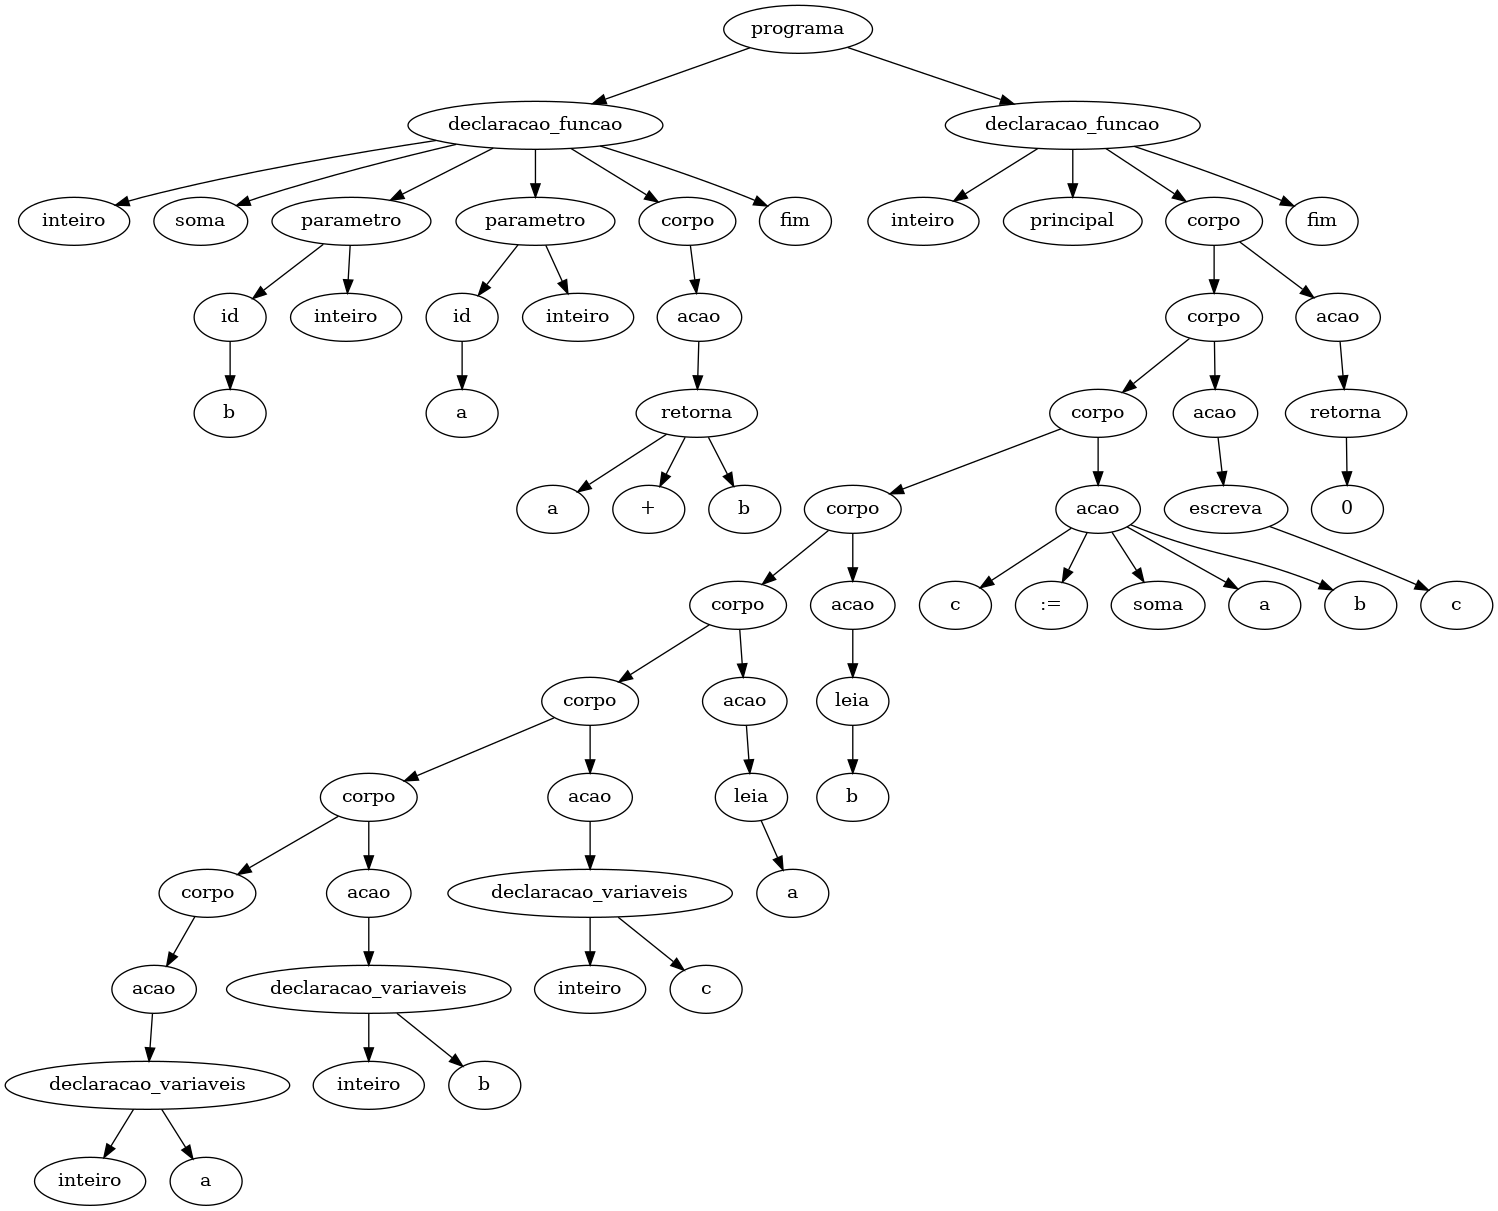 programa
declaracao_funcao declaracao_funcao
inteiro soma parametro parametro corpo fim inteiro principal corpo fim
id inteiro id inteiro acao corpo acao
b a retorna corpo acao retorna
a + b corpo acao escreva 0
corpo acao c := soma a b c
corpo acao leia
corpo acao leia b
corpo acao declaracao_variaveis a
acao declaracao_variaveis inteiro c
declaracao_variaveis inteiro b
inteiro a